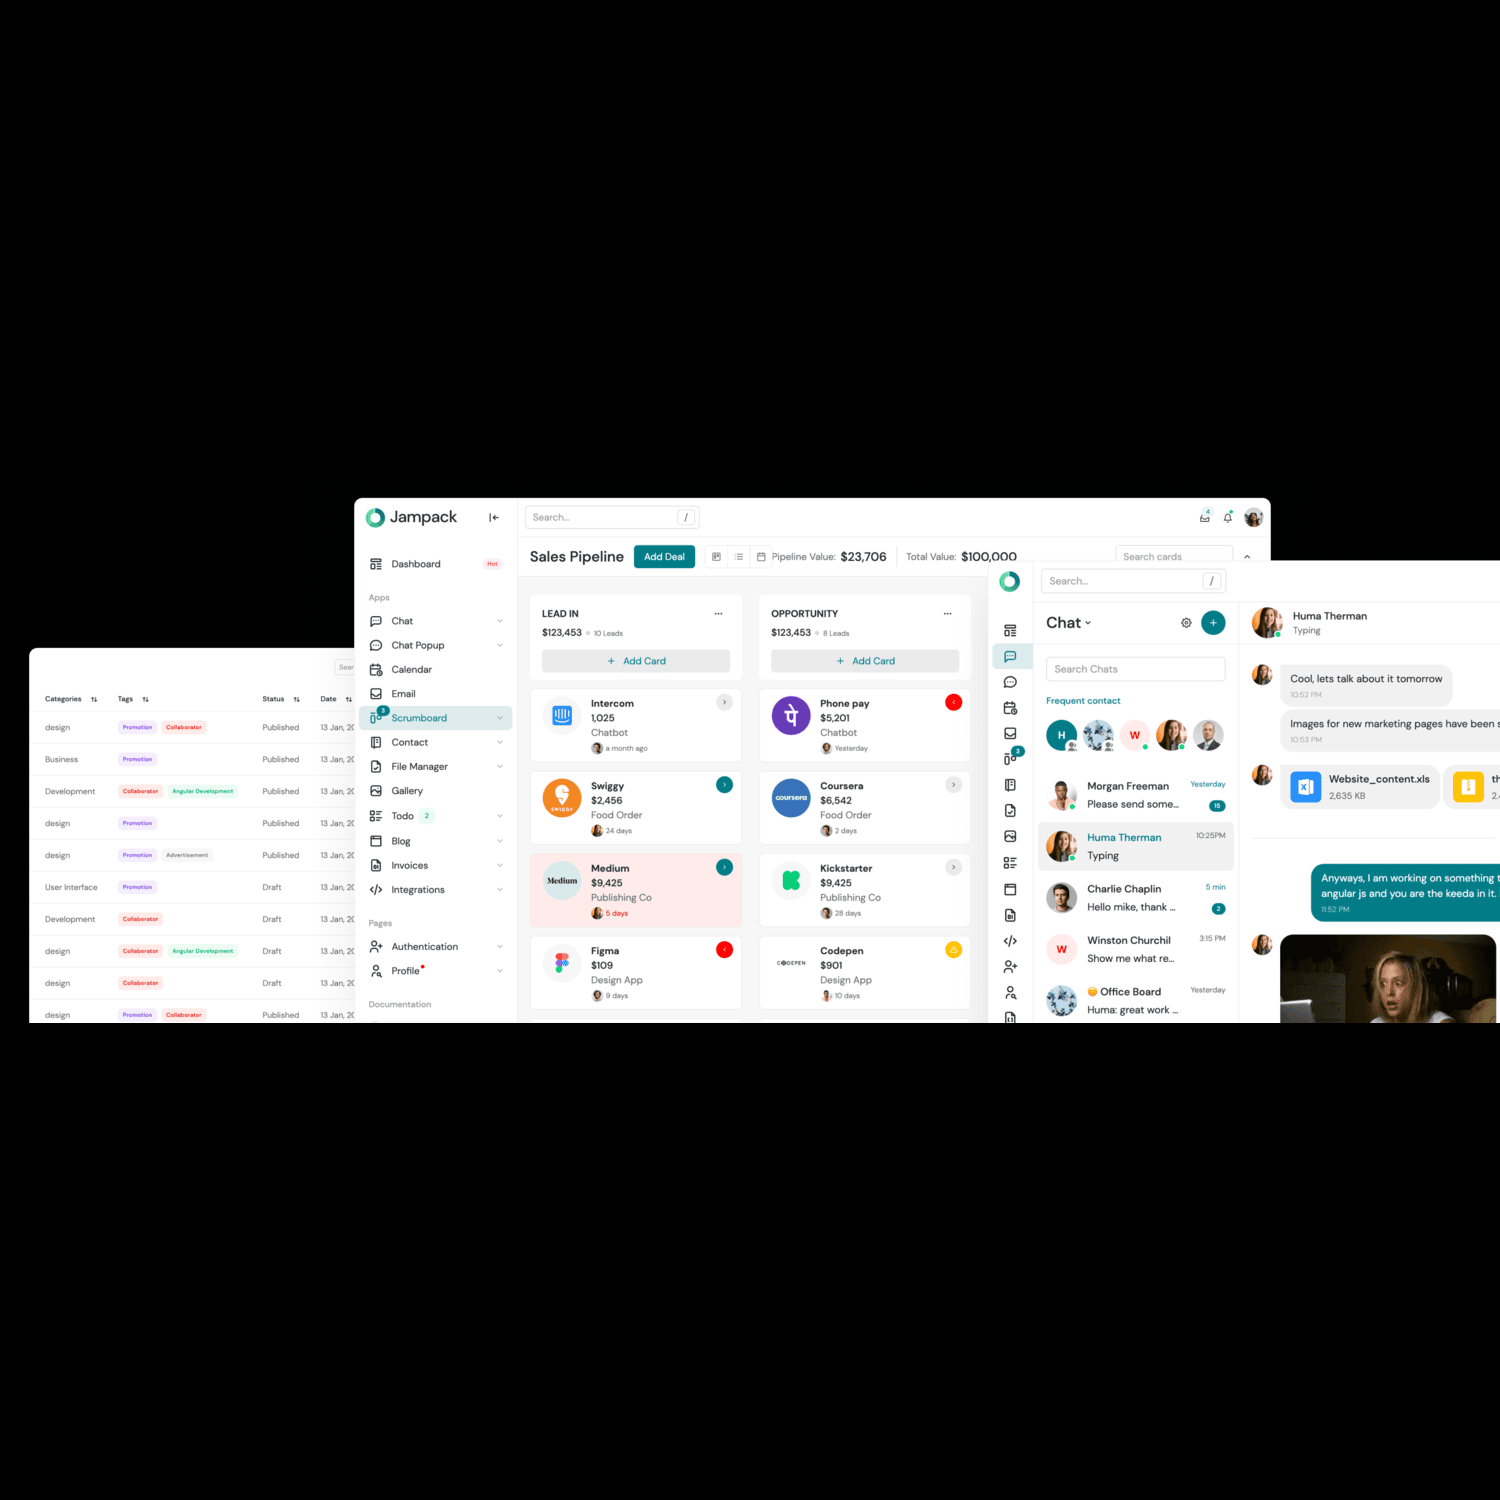 Sear
Categories Tags Status Date
design Promotion Collaborator Published 13 Jan, 20
Business Promotion Published 13 Jan, 20
Development Collaborator Angular Development Published 13 Jan, 20
design Promotion Published 13 Jan, 20
design Promotion Advertisement Published 13 Jan, 20
User Interface Promotion Draft 13 Jan, 20
Development Collaborator Draft 13 Jan, 20
design Collaborator Angular Development Draft 13 Jan, 20
design Collaborator Draft 13 Jan, 20
design Promotion Collaborator Published 13 Jan, 20
Jampack
Dashboard Hot
Apps
Chat
Chat Popup
Calendar
Email
3
Scrumboard
Contact
File Manager
Gallery
Todo 2
Blog
Invoices
Integrations
Pages
Authentication
Profile
Documentation
Search... /
4
Sales Pipeline Add Deal Pipeline Value: $23,706 Total Value: $100,000 Search cards
LEAD IN ...
$123,453 10 Leads
+ Add Card
Intercom
1,025
Chatbot
a month ago
Swiggy
$2,456
Food Order
24 days
SWIGGY
Medium
$9,425
Publishing Co
5 days
Medium
Figma
$109
Design App
9 days
OPPORTUNITY ...
$123,453 8 Leads
+ Add Card
Phone pay
$5,201
Chatbot
Yesterday
पे
Coursera
$6,542
Food Order
2 days
coursera
Kickstarter
$9,425
Publishing Co
28 days
Codepen
$901
Design App
10 days
CODEPEN
3
Search... /
Chat
Search Chats
Frequent contact
H W
Morgan Freeman Yesterday
Please send some... 15
Huma Therman 10:25PM
Typing
Charlie Chaplin 5 min
Hello mike, thank ... 2
W
Winston Churchil 3:15 PM
Show me what re...
Office Board Yesterday
Huma: great work ...
Huma Therman
Typing
Cool, lets talk about it tomorrow
10:52 PM
Images for new marketing pages have been s
10:53 PM
Website_content.xls
2,635 KB
th
2.
Anyways, I am working on something t
angular js and you are the keeda in it.
11:52 PM